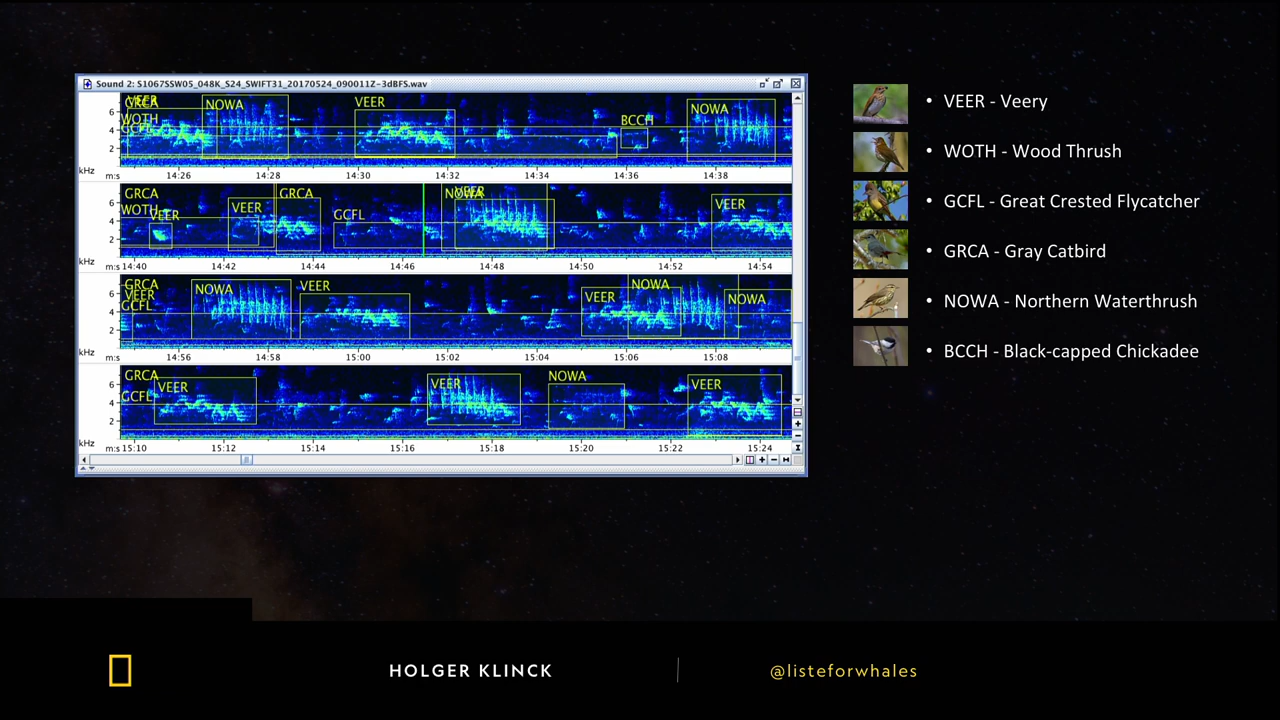 Sound 2: S1067SSW05_048K_S24_SWIFT31_20170524_090011Z-3dBFS.wav
GRCA VEER NOWA VEER BCCH NOWA
WOTH
GCFL
6
4
2
kHz
m:s 14:26 14:28 14:30 14:32 14:34 14:36 14:38
GRCA GRCA NOWA VEER
WOTH VEER VEER GCFL VEER
6
4
2
kHz
m:s 14:40 14:42 14:44 14:46 14:48 14:50 14:52 14:54
GRCA NOWA VEER NOWA
VEER VEER NOWA
GCFL
6
4
2
kHz
m:s 14:56 14:58 15:00 15:02 15:04 15:06 15:08
GRCA VEER VEER NOWA VEER
GCFL
6
4
2
kHz
m:s 15:10 15:12 15:14 15:16 15:18 15:20 15:22 15:24
• VEER - Veery
• WOTH - Wood Thrush
• GCFL - Great Crested Flycatcher
• GRCA - Gray Catbird
• NOWA - Northern Waterthrush
• BCCH - Black-capped Chickadee
HOLGER KLINCK
@listeforwhales